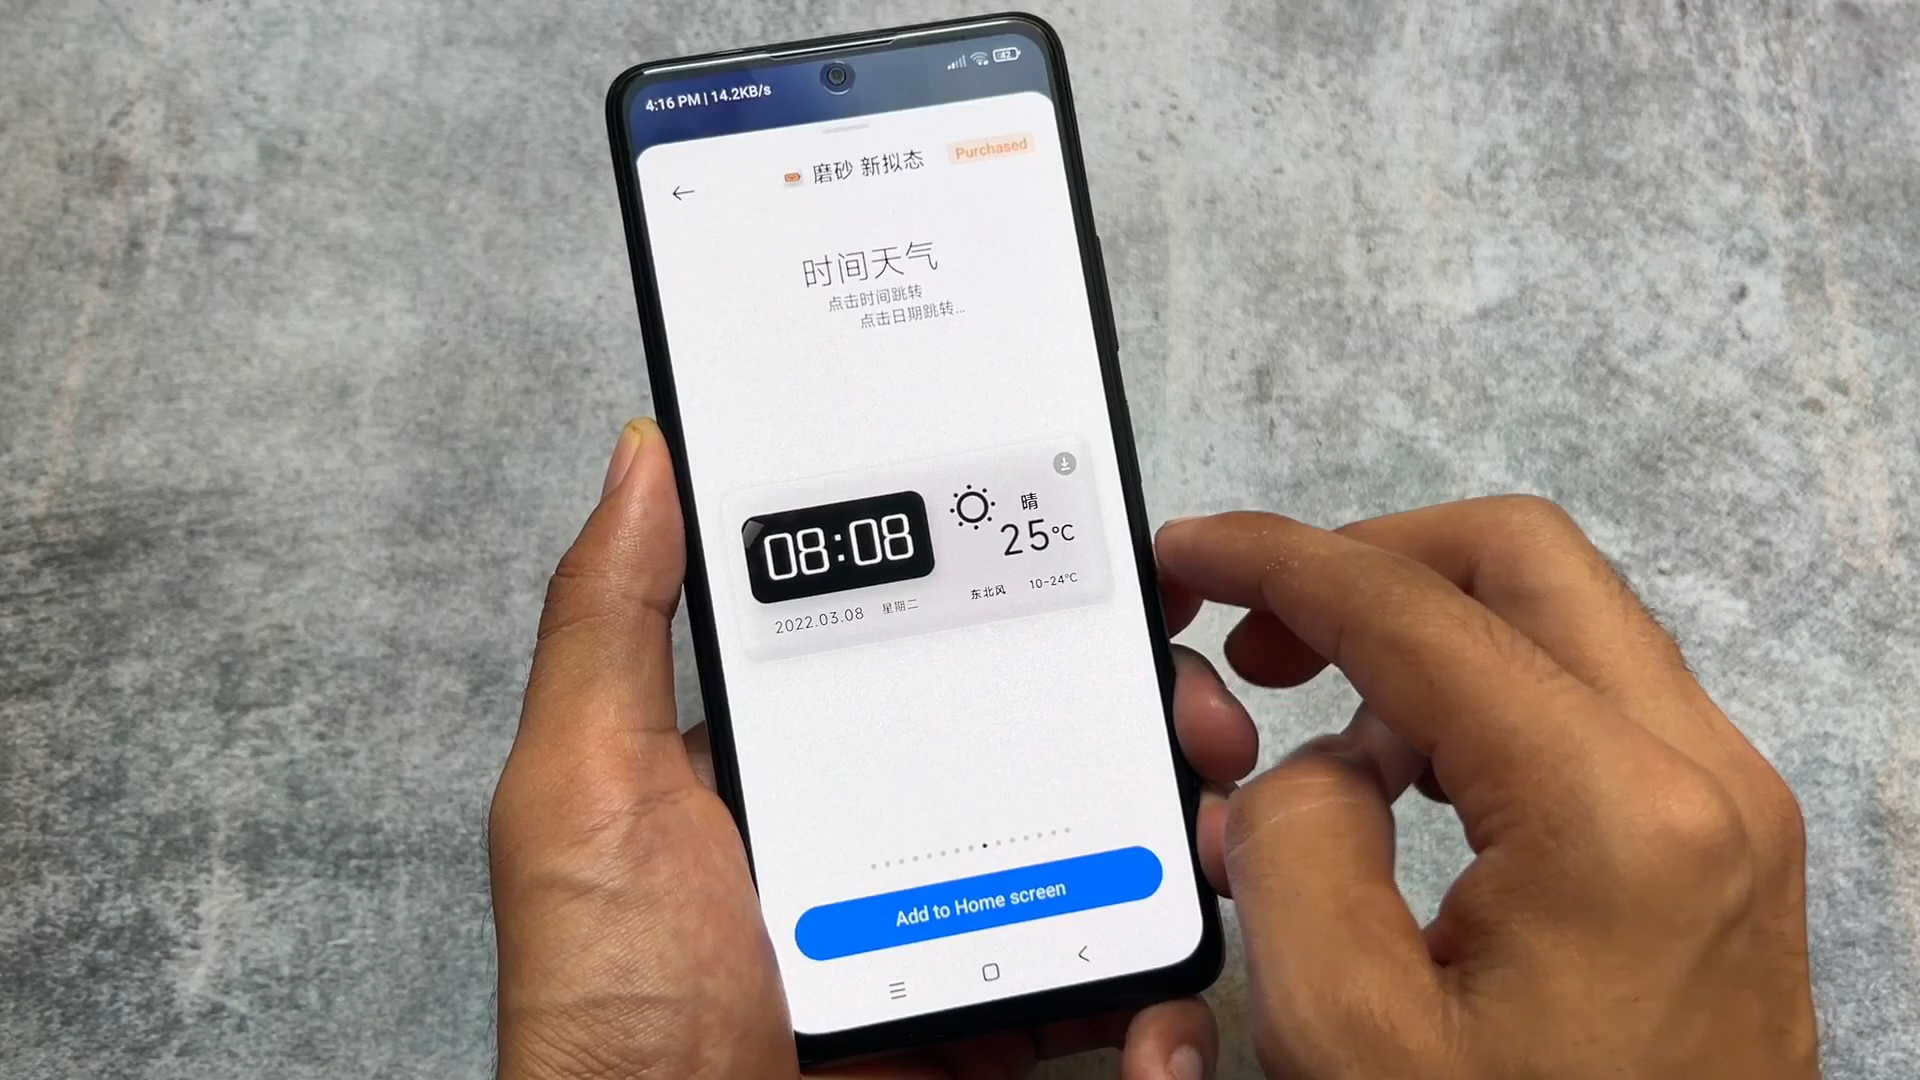 4:16 PM | 14.2KB/s
42
磨砂 新拟态
Purchased
时间天气
点击时间跳转
点击日期跳转...
08:08
晴
25°C
2022.03.08 星期二
东北风 10-24°C
Add to Home screen